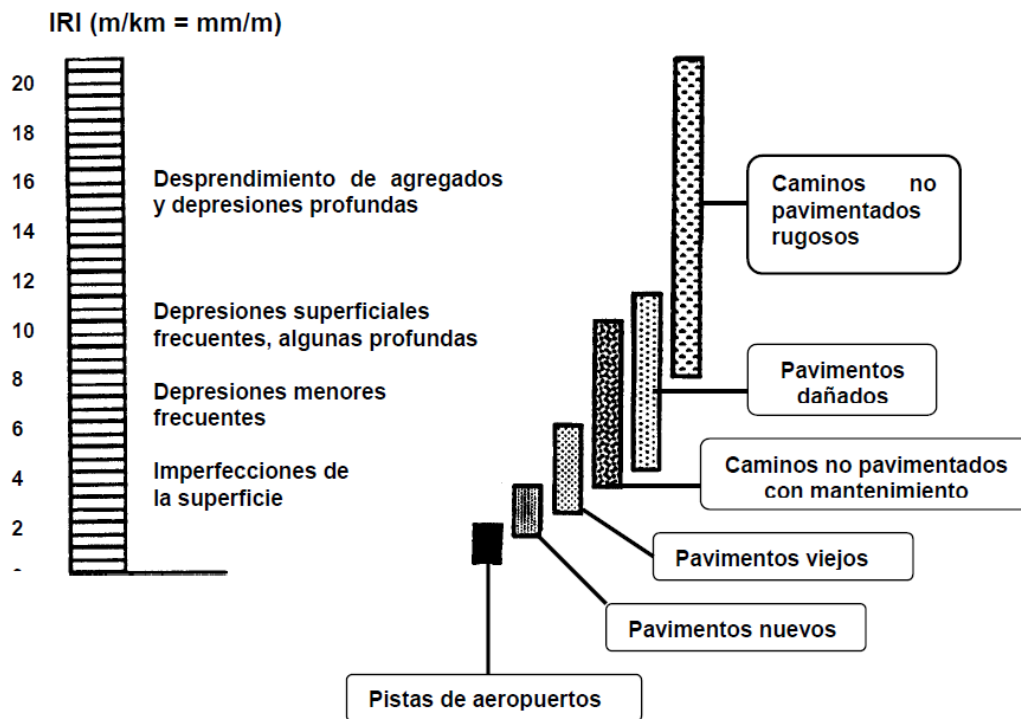 IRI (m/km = mm/m)
20
18
16
14
12
10
8
6
4
2
Desprendimiento de agregados
y depresiones profundas
Depresiones superficiales
frecuentes, algunas profundas
Depresiones menores
frecuentes
Imperfecciones de
la superficie
Caminos no
pavimentados
rugosos
Pavimentos
dañados
Caminos no pavimentados
con mantenimiento
Pavimentos viejos
Pavimentos nuevos
Pistas de aeropuertos